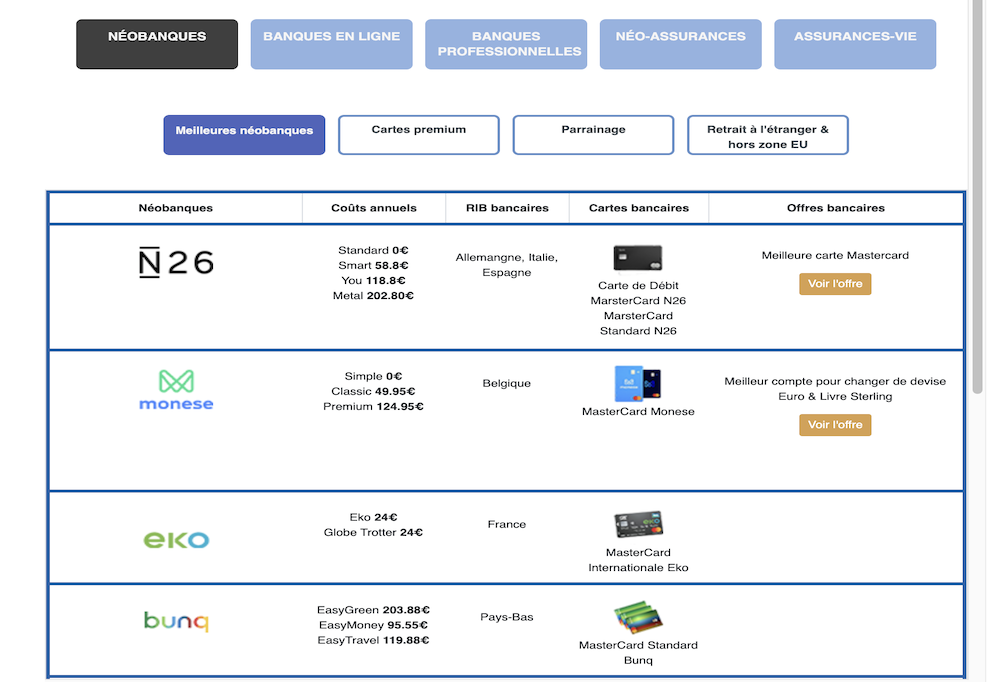 NÉOBANQUES
BANQUES EN LIGNE
BANQUES
PROFESSIONNELLES
NÉO-ASSURANCES
ASSURANCES-VIE
Meilleures néobanques
Cartes premium
Parrainage
Retrait à l'étranger &
hors zone EU
Néobanques
Coûts annuels
RIB bancaires
Cartes bancaires
Offres bancaires
N26
Standard 0€
Smart 58.8€
You 118.8€
Metal 202.80€
Allemangne, Italie,
Espagne
Carte de Débit
MarsterCard N26
MarsterCard
Standard N26
Meilleure carte Mastercard
Voir l'offre
monese
Simple 0€
Classic 49.95€
Premium 124.95€
Belgique
MasterCard Monese
Meilleur compte pour changer de devise
Euro & Livre Sterling
Voir l'offre
eko
Eko 24€
Globe Trotter 24€
France
MasterCard
Internationale Eko
bunq
EasyGreen 203.88€
EasyMoney 95.55€
EasyTravel 119.88€
Pays-Bas
MasterCard Standard
Bunq